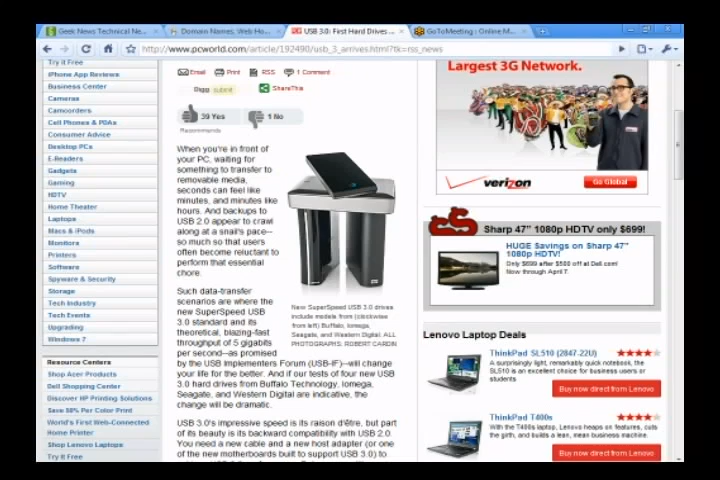 Geek News Technical Ne...
Domain Names, Web Ho...
USB 3.0: First Hard Drives ...
GoToMeeting : Online M...
http://www.pcworld.com/article/192490/usb_3_arrives.html?tk=rss_news
Try It Free
iPhone App Reviews
Business Center
Cameras
Camcorders
Cell Phones & PDAs
Consumer Advice
Desktop PCs
E-Readers
Gadgets
Gaming
HDTV
Home Theater
Laptops
Macs & iPods
Monitors
Printers
Software
Spyware & Security
Storage
Tech Industry
Tech Events
Upgrading
Windows 7
Resource Centers
Shop Acer Products
Dell Shopping Center
Discover HP Printing Solutions
Save 50% Per Color Print
World's First Web-Connected
Home Printer
Shop Lenovo Laptops
Try It Free
Email
Print
RSS
1 Comment
Digg submit
ShareThis
39 Yes
1 No
Recommends
When you're in front of
your PC, waiting for
something to transfer to
removable media,
seconds can feel like
minutes, and minutes like
hours. And backups to
USB 2.0 appear to crawl
along at a snail's pace--
so much so that users
often become reluctant to
perform that essential
chore.
Such data-transfer
scenarios are where the
new SuperSpeed USB
3.0 standard and its
theoretical, blazing-fast
throughput of 5 gigabits
per second--as promised
by the USB Implementers Forum (USB-IF)--will change
your life for the better. And if our tests of four new USB
3.0 hard drives from Buffalo Technology, Iomega,
Seagate, and Western Digital are indicative, the
change will be dramatic.
New SuperSpeed USB 3.0 drives
include models from (clockwise
from left) Buffalo, Iomega,
Seagate, and Western Digital. ALL
PHOTOGRAPHS: ROBERT CARDIN
USB 3.0's impressive speed is its raison d'être, but part
of its beauty is its backward compatibility with USB 2.0.
You need a new cable and a new host adapter (or one
of the new motherboards built to support USB 3.0) to
Largest 3G Network.
verizon
Go Global
Sharp 47" 1080p HDTV only $699!
HUGE Savings on Sharp 47"
1080p HDTV!
Only $699 after $500 off at Dell.com!
Now through April 7.
Lenovo Laptop Deals
ThinkPad SL510 (2847-22U)
A surprisingly light, remarkably quick notebook, the
SL510 is an excellent choice for business users or
students
Buy now direct from Lenovo
ThinkPad T400s
With the T400s laptop, Lenovo heaps on features, cuts
the girth, and builds a lean, mean business machine.
Buy now direct from Lenovo